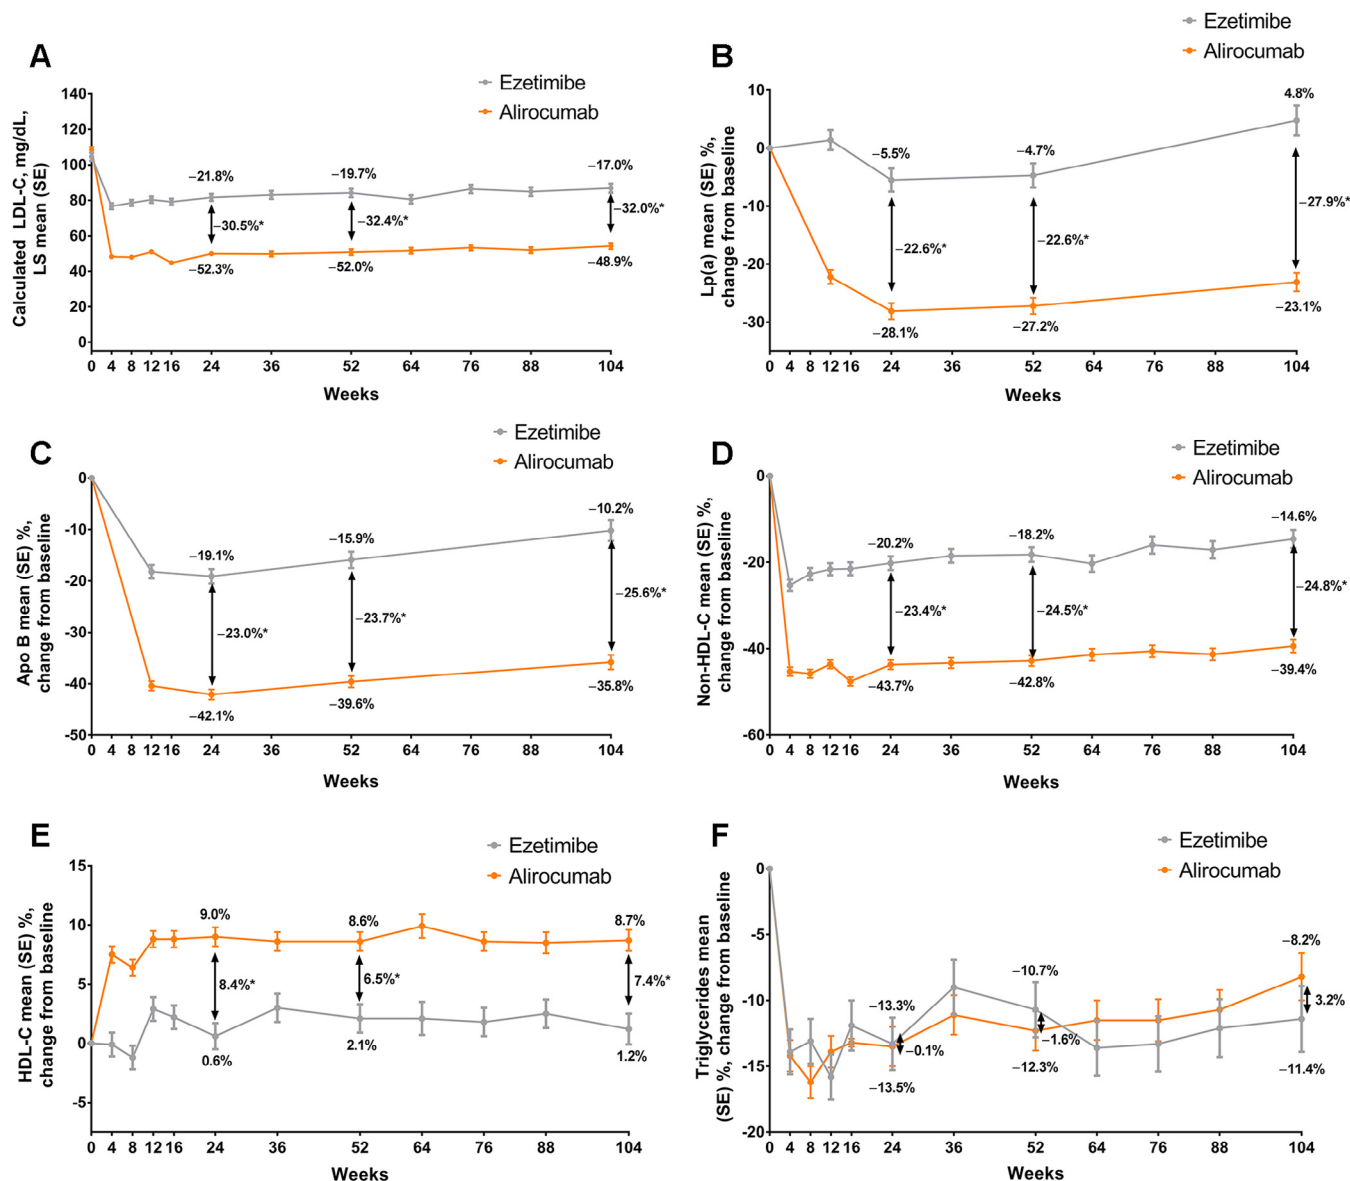 A
Ezetimibe
Alirocumab
Calculated LDL-C, mg/dL,
LS mean (SE)
140
120
100
80
60
40
20
0
−21.8%
−19.7%
−17.0%
−30.5%*
−32.4%*
−32.0%*
−52.3%
−52.0%
−48.9%
0 4 8 12 16 24 36 52 64 76 88 104
Weeks
B
Ezetimibe
Alirocumab
Lp(a) mean (SE) %,
change from baseline
10
0
-10
-20
-30
4.8%
−5.5%
−4.7%
−22.6%*
−22.6%*
−27.9%*
−28.1%
−27.2%
−23.1%
0 4 8 12 16 24 36 52 64 76 88 104
Weeks
C
Ezetimibe
Alirocumab
Apo B mean (SE) %,
change from baseline
0
-10
-20
-30
-40
-50
−19.1%
−15.9%
−10.2%
−23.0%*
−23.7%*
−25.6%*
−42.1%
−39.6%
−35.8%
0 4 8 12 16 24 36 52 64 76 88 104
Weeks
D
Ezetimibe
Alirocumab
Non-HDL-C mean (SE) %,
change from baseline
0
-20
-40
-60
−20.2%
−18.2%
−14.6%
−23.4%*
−24.5%*
−24.8%*
−43.7%
−42.8%
−39.4%
0 4 8 12 16 24 36 52 64 76 88 104
Weeks
E
Ezetimibe
Alirocumab
HDL-C mean (SE) %,
change from baseline
15
10
5
0
-5
9.0%
8.6%
8.7%
8.4%*
6.5%*
7.4%*
0.6%
2.1%
1.2%
0 4 8 12 16 24 36 52 64 76 88 104
Weeks
F
Ezetimibe
Alirocumab
Triglycerides mean
(SE) %, change from baseline
0
-5
-10
-15
-20
−13.3%
−10.7%
−8.2%
−0.1%
−1.6%
3.2%
−13.5%
−12.3%
−11.4%
0 4 8 12 16 24 36 52 64 76 88 104
Weeks